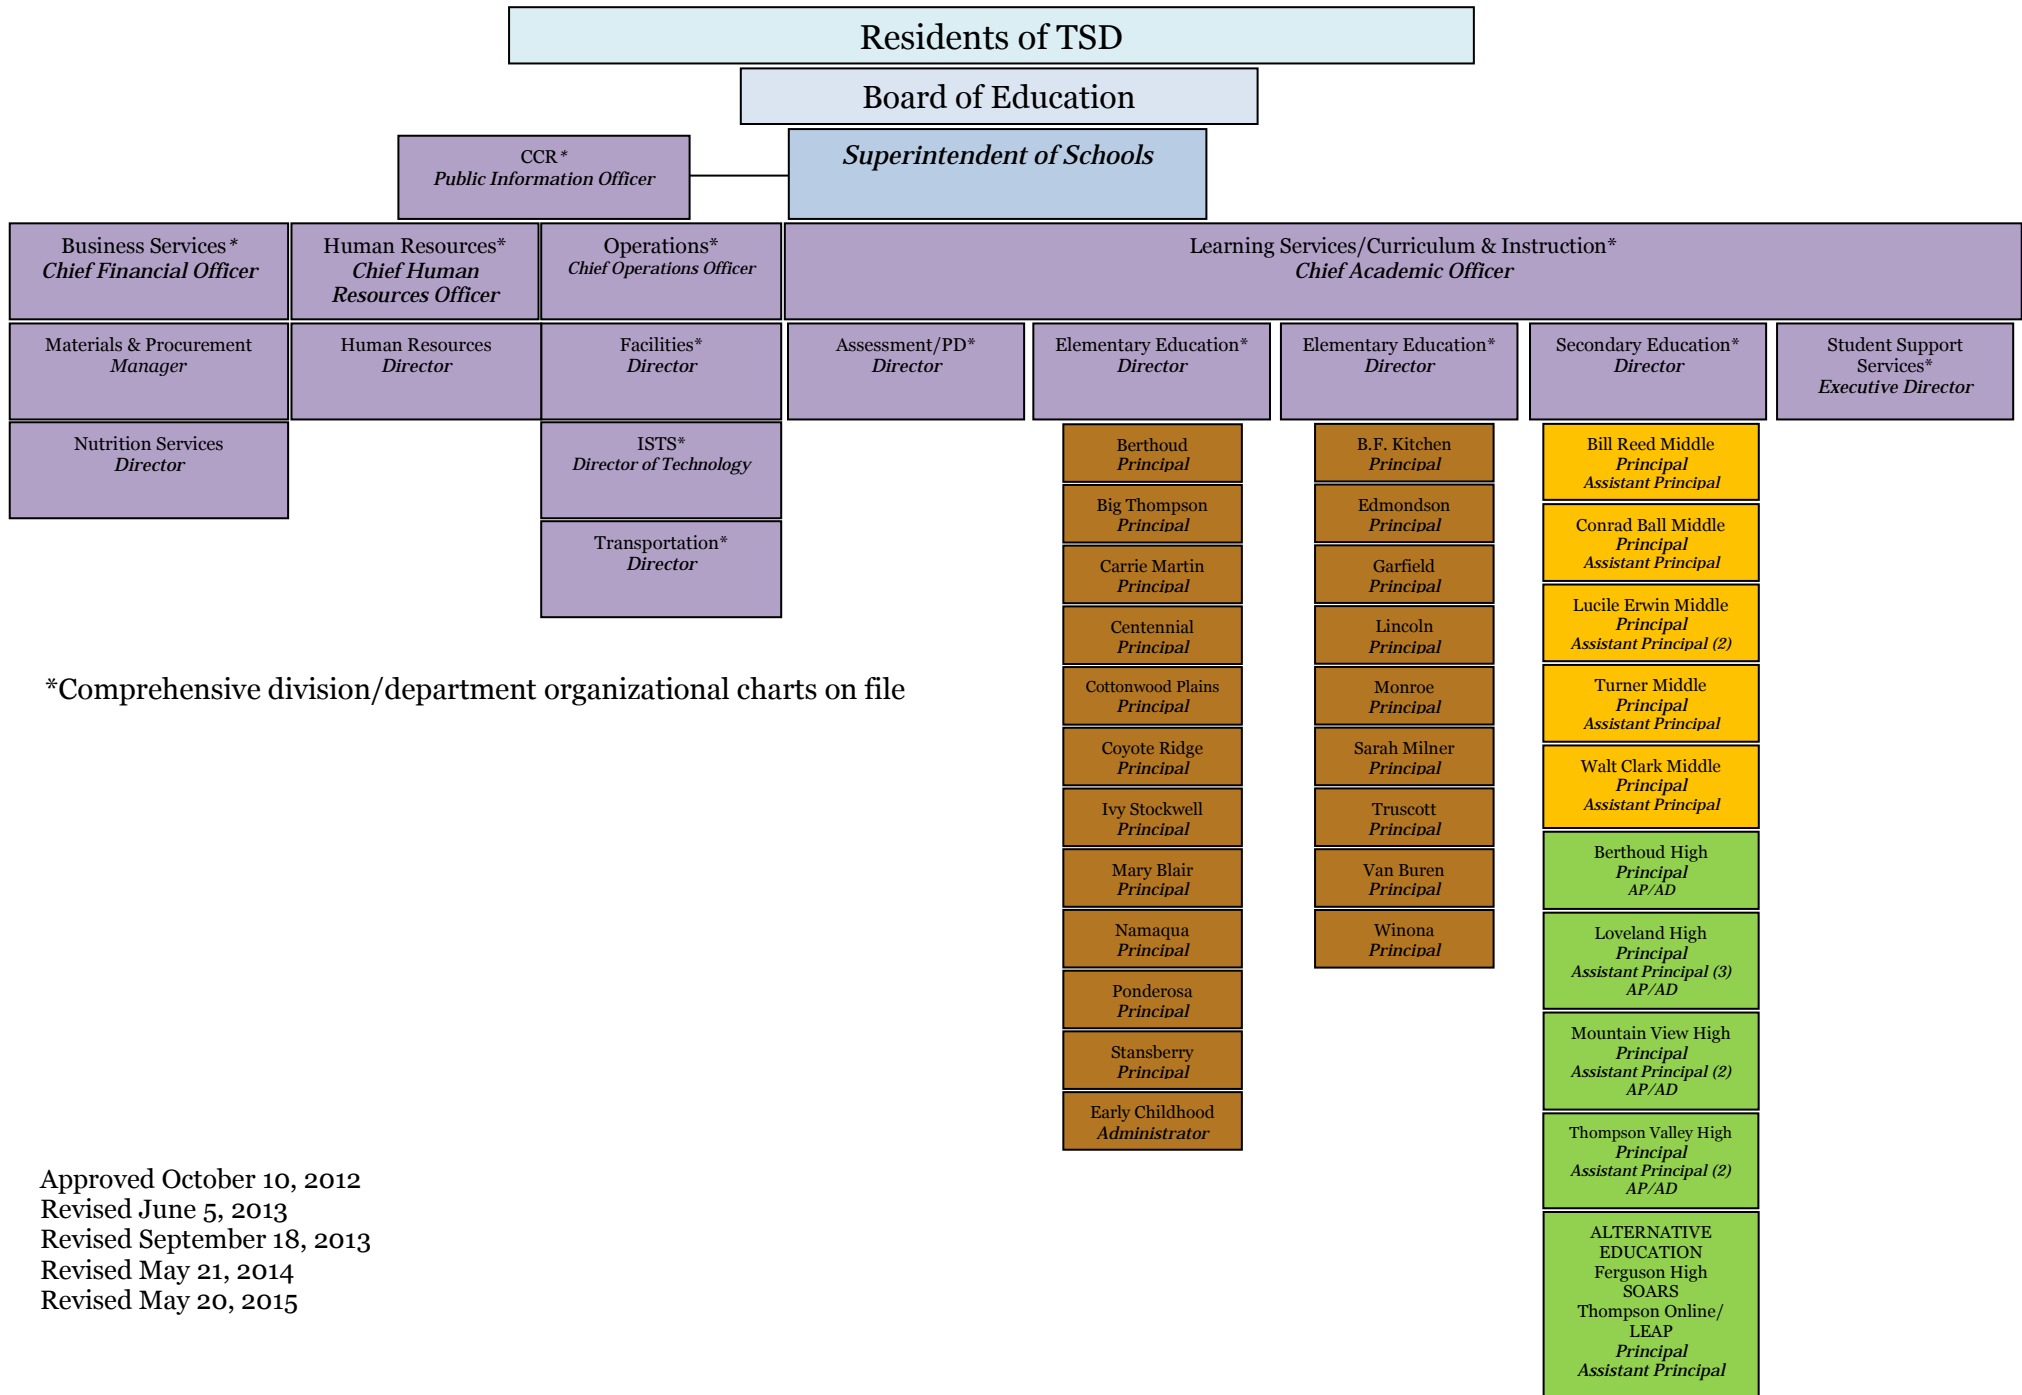 Residents of TSD
Board of Education
CCR*
Public Information Officer
Superintendent of Schools
Business Services*
Chief Financial Officer
Human Resources*
Chief Human
Resources Officer
Operations*
Chief Operations Officer
Learning Services/Curriculum & Instruction*
Chief Academic Officer
Materials & Procurement
Manager
Human Resources
Director
Facilities*
Director
Assessment/PD*
Director
Elementary Education*
Director
Elementary Education*
Director
Secondary Education*
Director
Student Support
Services*
Executive Director
Nutrition Services
Director
ISTS*
Director of Technology
Transportation*
Director
Berthoud
Principal
Big Thompson
Principal
Carrie Martin
Principal
Centennial
Principal
Cottonwood Plains
Principal
Coyote Ridge
Principal
Ivy Stockwell
Principal
Mary Blair
Principal
Namaqua
Principal
Ponderosa
Principal
Stansberry
Principal
Early Childhood
Administrator
B.F. Kitchen
Principal
Edmondson
Principal
Garfield
Principal
Lincoln
Principal
Monroe
Principal
Sarah Milner
Principal
Truscott
Principal
Van Buren
Principal
Winona
Principal
Bill Reed Middle
Principal
Assistant Principal
Conrad Ball Middle
Principal
Assistant Principal
Lucile Erwin Middle
Principal
Assistant Principal (2)
Turner Middle
Principal
Assistant Principal
Walt Clark Middle
Principal
Assistant Principal
Berthoud High
Principal
AP/AD
Loveland High
Principal
Assistant Principal (3)
AP/AD
Mountain View High
Principal
Assistant Principal (2)
AP/AD
Thompson Valley High
Principal
Assistant Principal (2)
AP/AD
ALTERNATIVE
EDUCATION
Ferguson High
SOARS
Thompson Online/
LEAP
Principal
Assistant Principal
*Comprehensive division/department organizational charts on file
Approved October 10, 2012
Revised June 5, 2013
Revised September 18, 2013
Revised May 21, 2014
Revised May 20, 2015